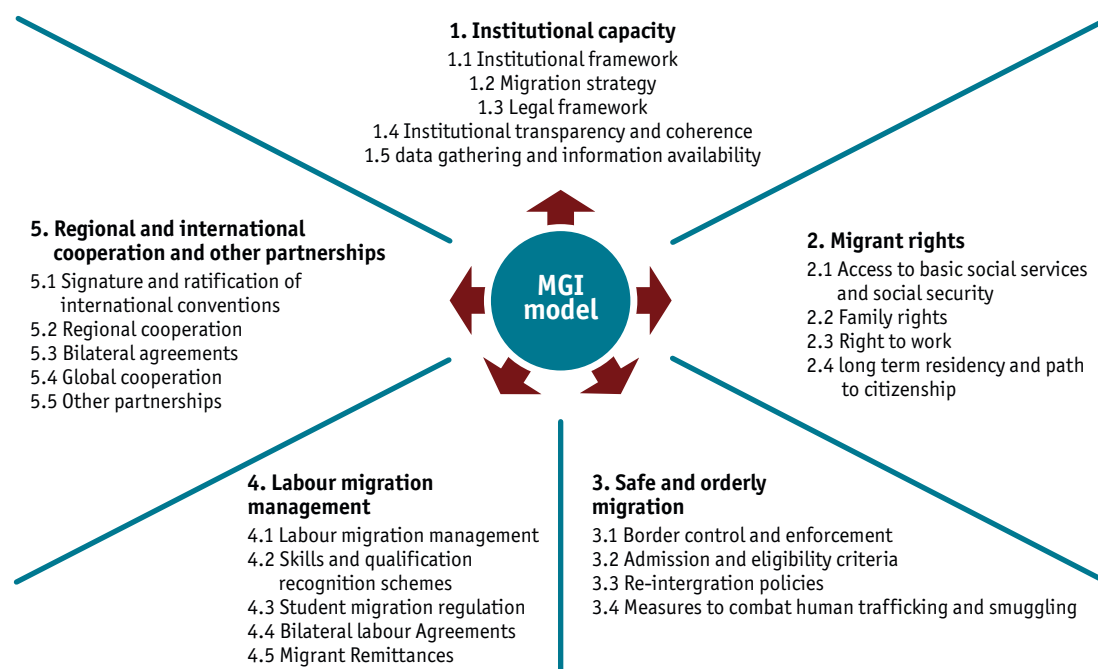 1. Institutional capacity
1.1 Institutional framework
1.2 Migration strategy
1.3 Legal framework
1.4 Institutional transparency and coherence
1.5 data gathering and information availability
5. Regional and international
cooperation and other partnerships
5.1 Signature and ratification of
international conventions
5.2 Regional cooperation
5.3 Bilateral agreements
5.4 Global cooperation
5.5 Other partnerships
MGI
model
2. Migrant rights
2.1 Access to basic social services
and social security
2.2 Family rights
2.3 Right to work
2.4 long term residency and path
to citizenship
4. Labour migration
management
4.1 Labour migration management
4.2 Skills and qualification
recognition schemes
4.3 Student migration regulation
4.4 Bilateral labour Agreements
4.5 Migrant Remittances
3. Safe and orderly
migration
3.1 Border control and enforcement
3.2 Admission and eligibility criteria
3.3 Re-intergration policies
3.4 Measures to combat human trafficking and smuggling